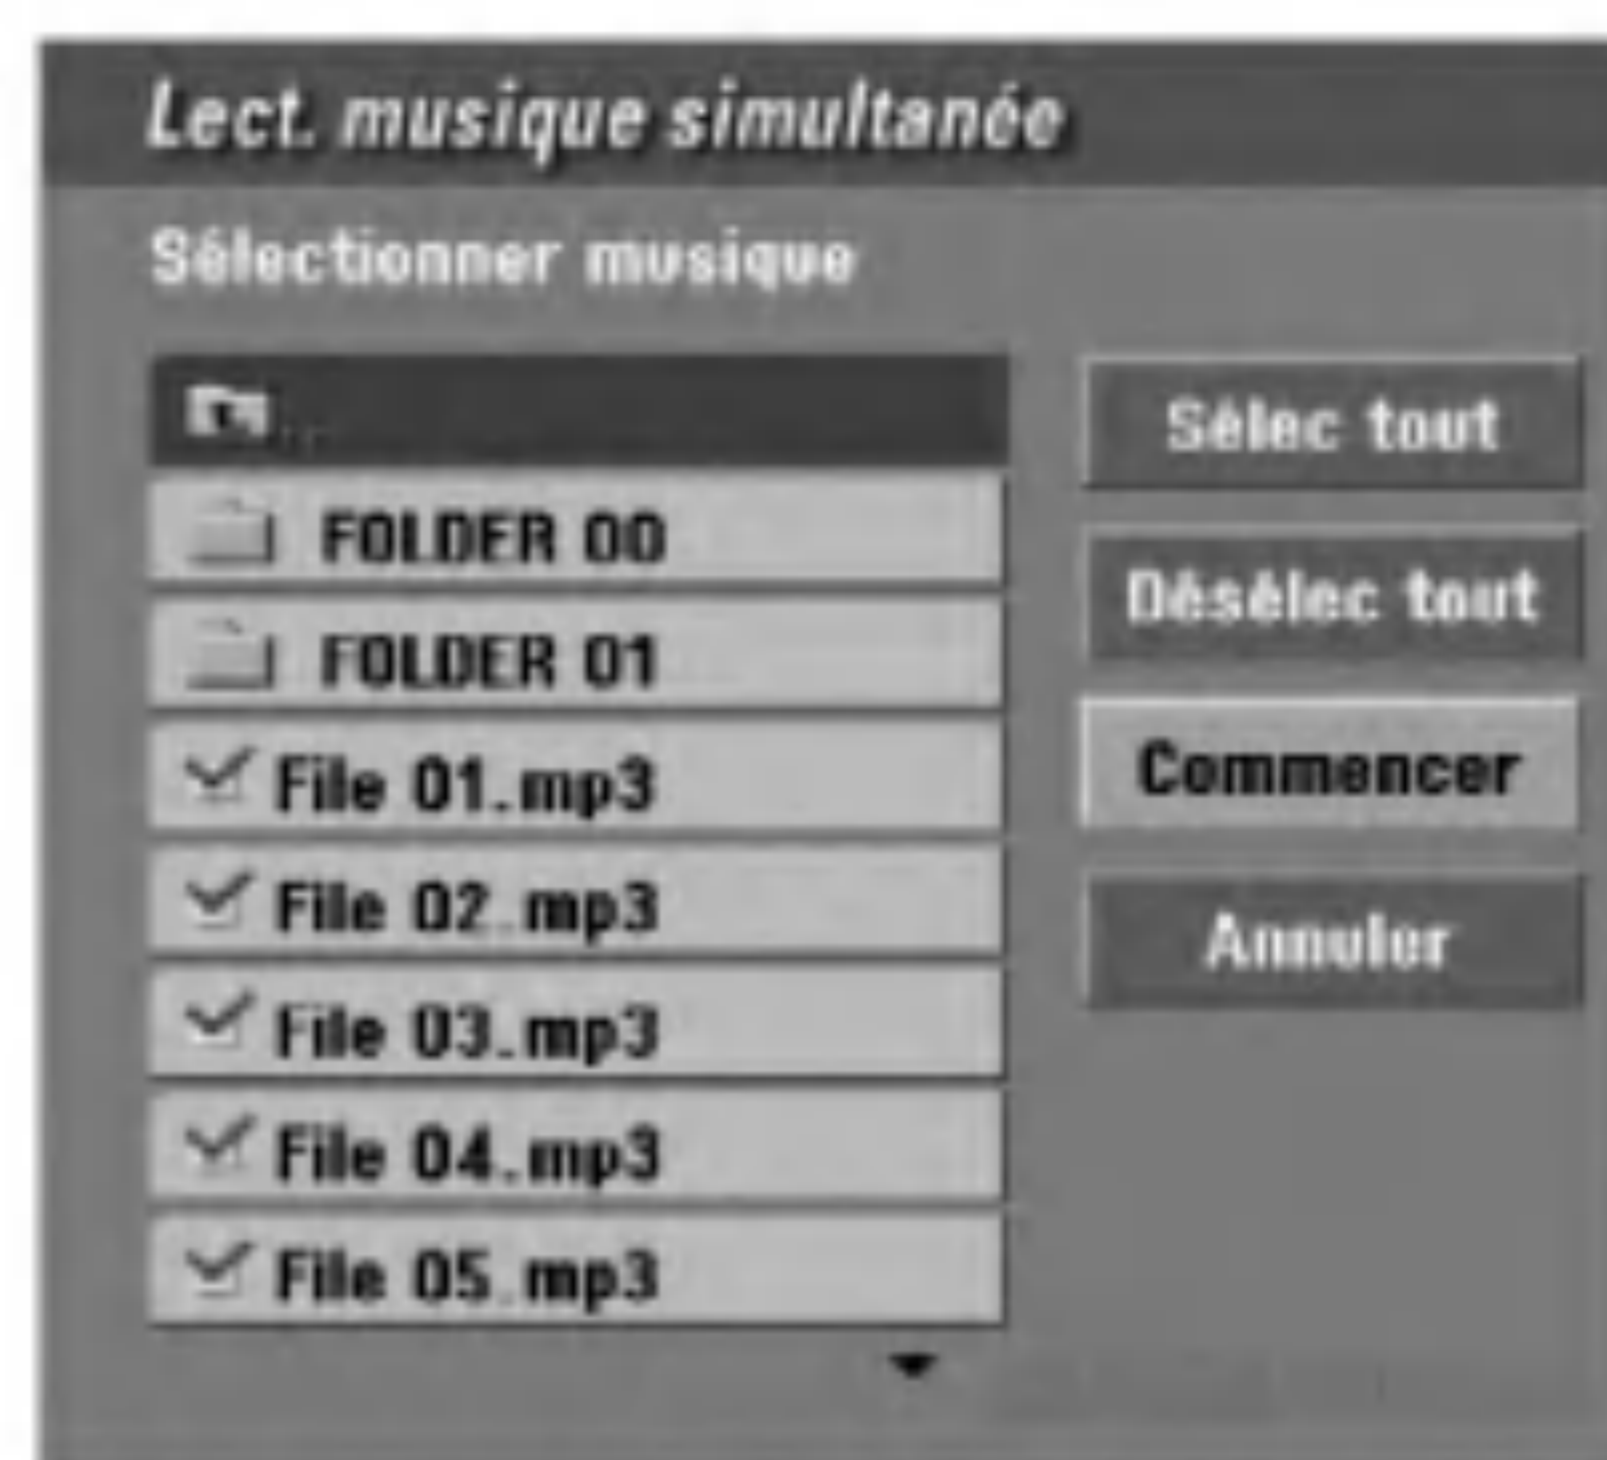 Lect. musique simultanée
Sélectionner musique
..
FOLDER 00
FOLDER 01
File 01.mp3
File 02.mp3
File 03.mp3
File 04.mp3
File 05.mp3
Sélec tout
Désélec tout
Commencer
Annuler